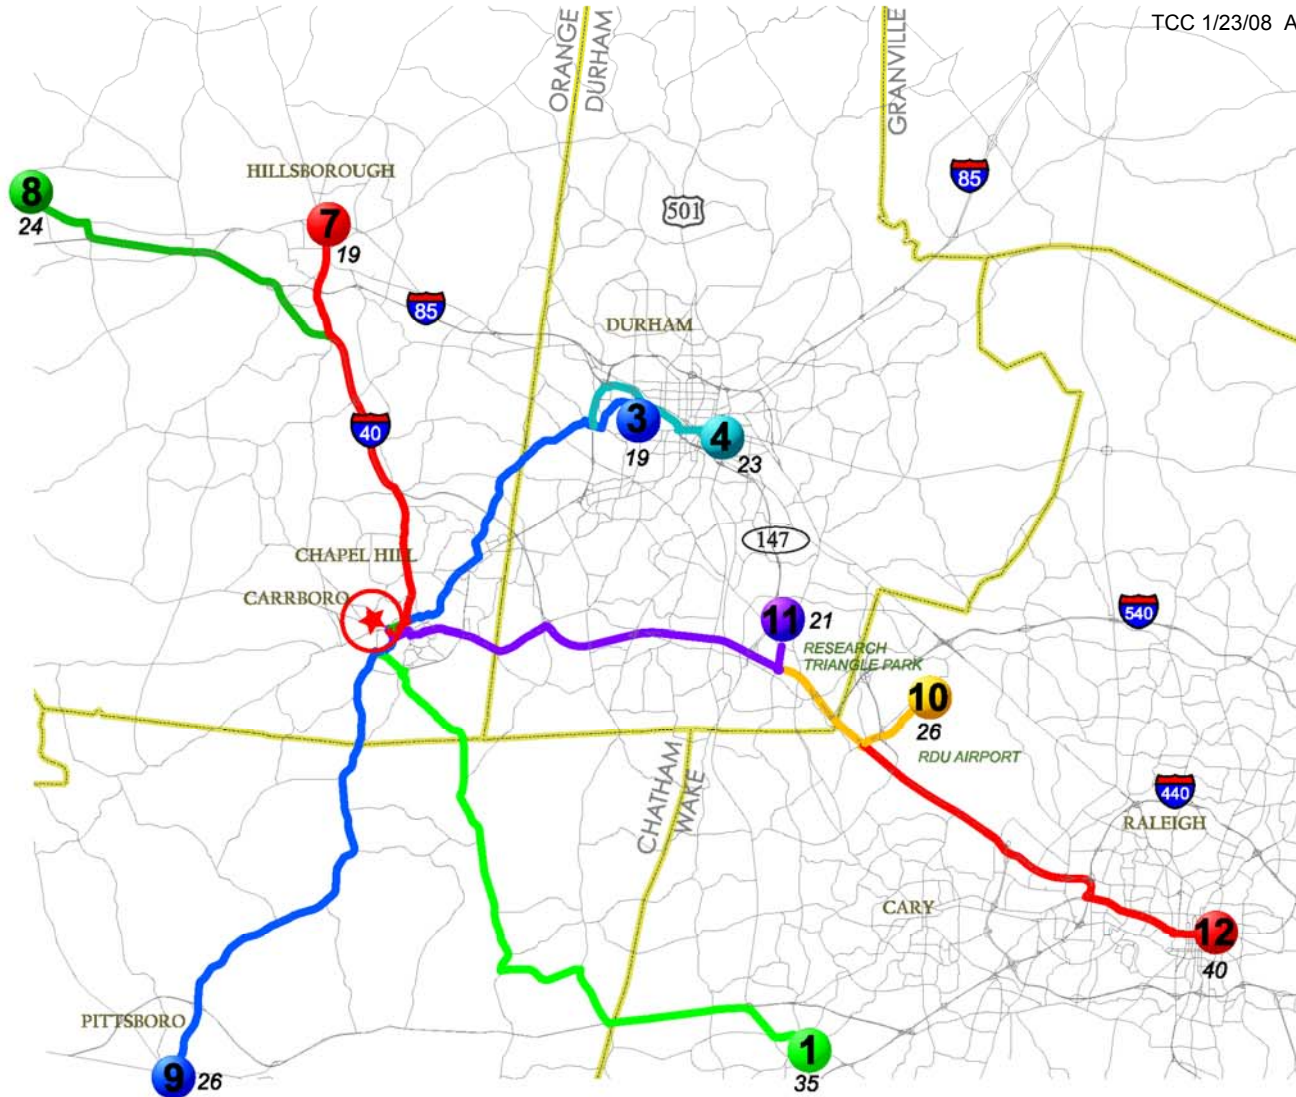 TCC 1/23/08 A
ORANGE
DURHAM
GRANVILLE
HILLSBOROUGH
85
8
24
7
19
501
85
DURHAM
40
3
19
4
23
147
CHAPEL HILL
CARRBORO
540
11
21
RESEARCH
TRIANGLE PARK
10
26
RDU AIRPORT
CHATHAM
WAKE
440
RALEIGH
CARY
12
40
PITTSBORO
9
26
1
35